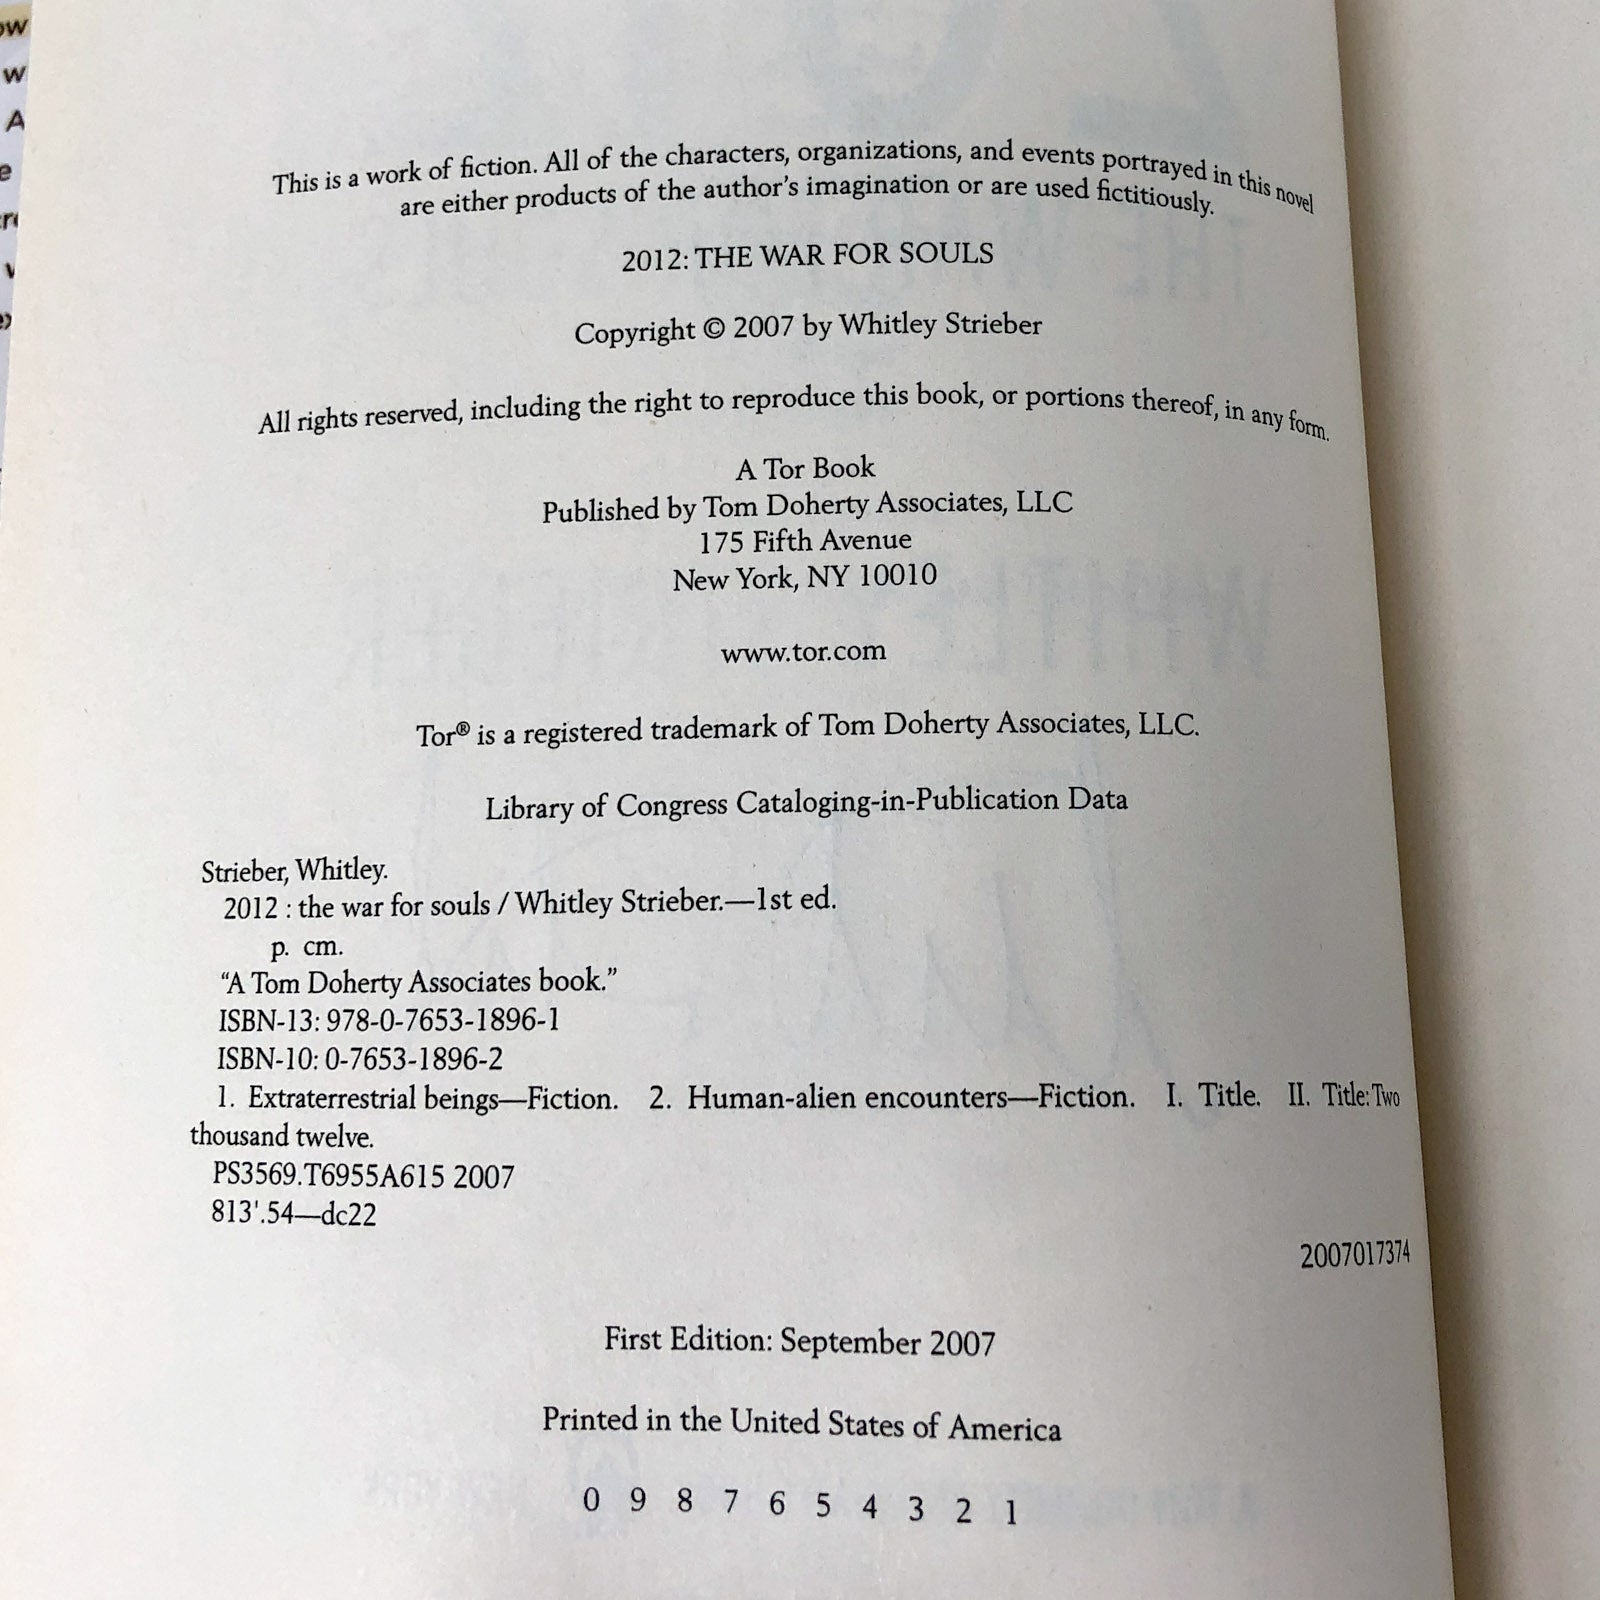 This is a work of fiction. All of the characters, organizations, and events portrayed in this novel
are either products of the author's imagination or are used fictitiously.
2012: THE WAR FOR SOULS
Copyright © 2007 by Whitley Strieber
All rights reserved, including the right to reproduce this book, or portions thereof, in any form.
A Tor Book
Published by Tom Doherty Associates, LLC
175 Fifth Avenue
New York, NY 10010
www.tor.com
Tor® is a registered trademark of Tom Doherty Associates, LLC.
Library of Congress Cataloging-in-Publication Data
Strieber, Whitley.
2012 : the war for souls / Whitley Strieber.—1st ed.
p. cm.
“A Tom Doherty Associates book.”
ISBN-13: 978-0-7653-1896-1
ISBN-10: 0-7653-1896-2
1. Extraterrestrial beings—Fiction. 2. Human-alien encounters—Fiction. I. Title. II. Title: Two
thousand twelve.
PS3569.T6955A615 2007
813'.54—dc22
2007017374
First Edition: September 2007
Printed in the United States of America
0 9 8 7 6 5 4 3 2 1